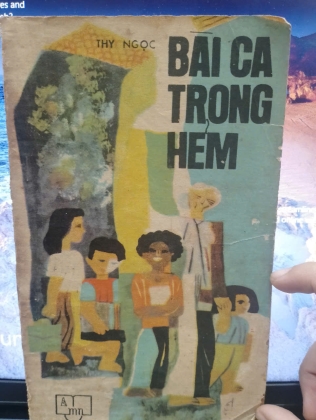 THY NGỌC
BÀI CA
TRONG
HẺM